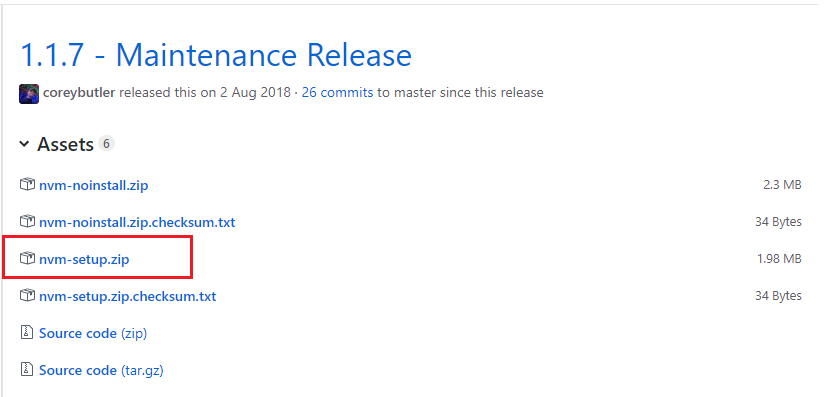 1.1.7 - Maintenance Release
coreybutler released this on 2 Aug 2018 · 26 commits to master since this release
Assets 6
nvm-noinstall.zip 2.3 MB
nvm-noinstall.zip.checksum.txt 34 Bytes
nvm-setup.zip 1.98 MB
nvm-setup.zip.checksum.txt 34 Bytes
Source code (zip)
Source code (tar.gz)